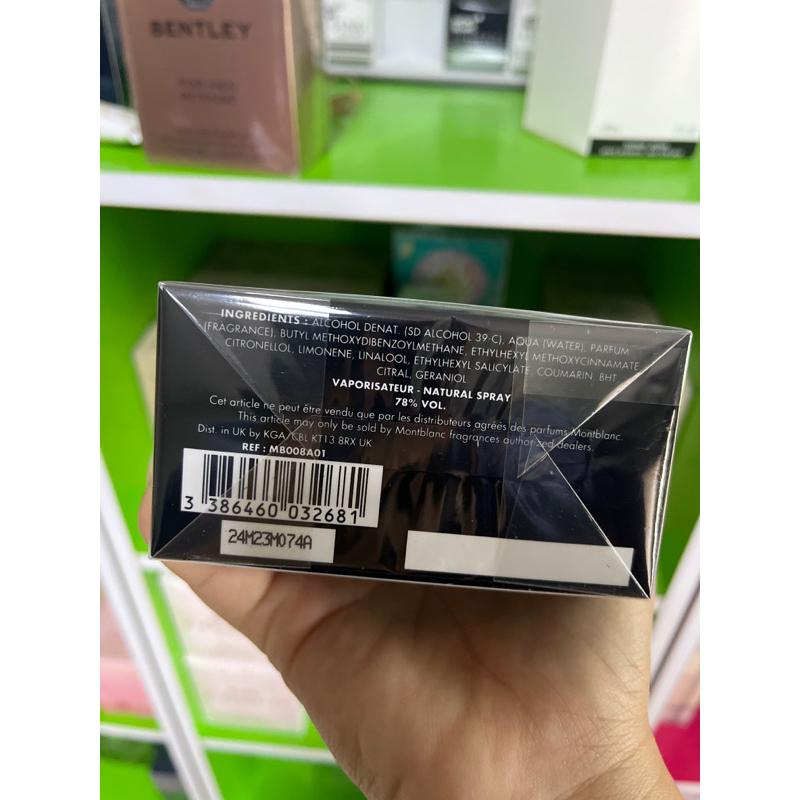 BENTLEY
INGREDIENTS : ALCOHOL DENAT. (SD ALCOHOL 39-C), AQUA (WATER), PARFUM
(FRAGRANCE), BUTYL METHOXYDIBENZOYLMETHANE, ETHYLHEXYL METHOXYCINNAMATE,
CITRONELLOL, LIMONENE, LINALOOL, ETHYLHEXYL SALICYLATE, COUMARIN, BHT
CITRAL, GERANIOL
VAPORISATEUR - NATURAL SPRAY
78% VOL.
Cet article ne peut être vendu que par les distributeurs agréés des parfums Montblanc.
This article may only be sold by Montblanc fragrances authorized dealers.
Dist. in UK by KGA/CBL KT13 8RX UK
REF : MB008A01
3 386460 032681
24M23M074A